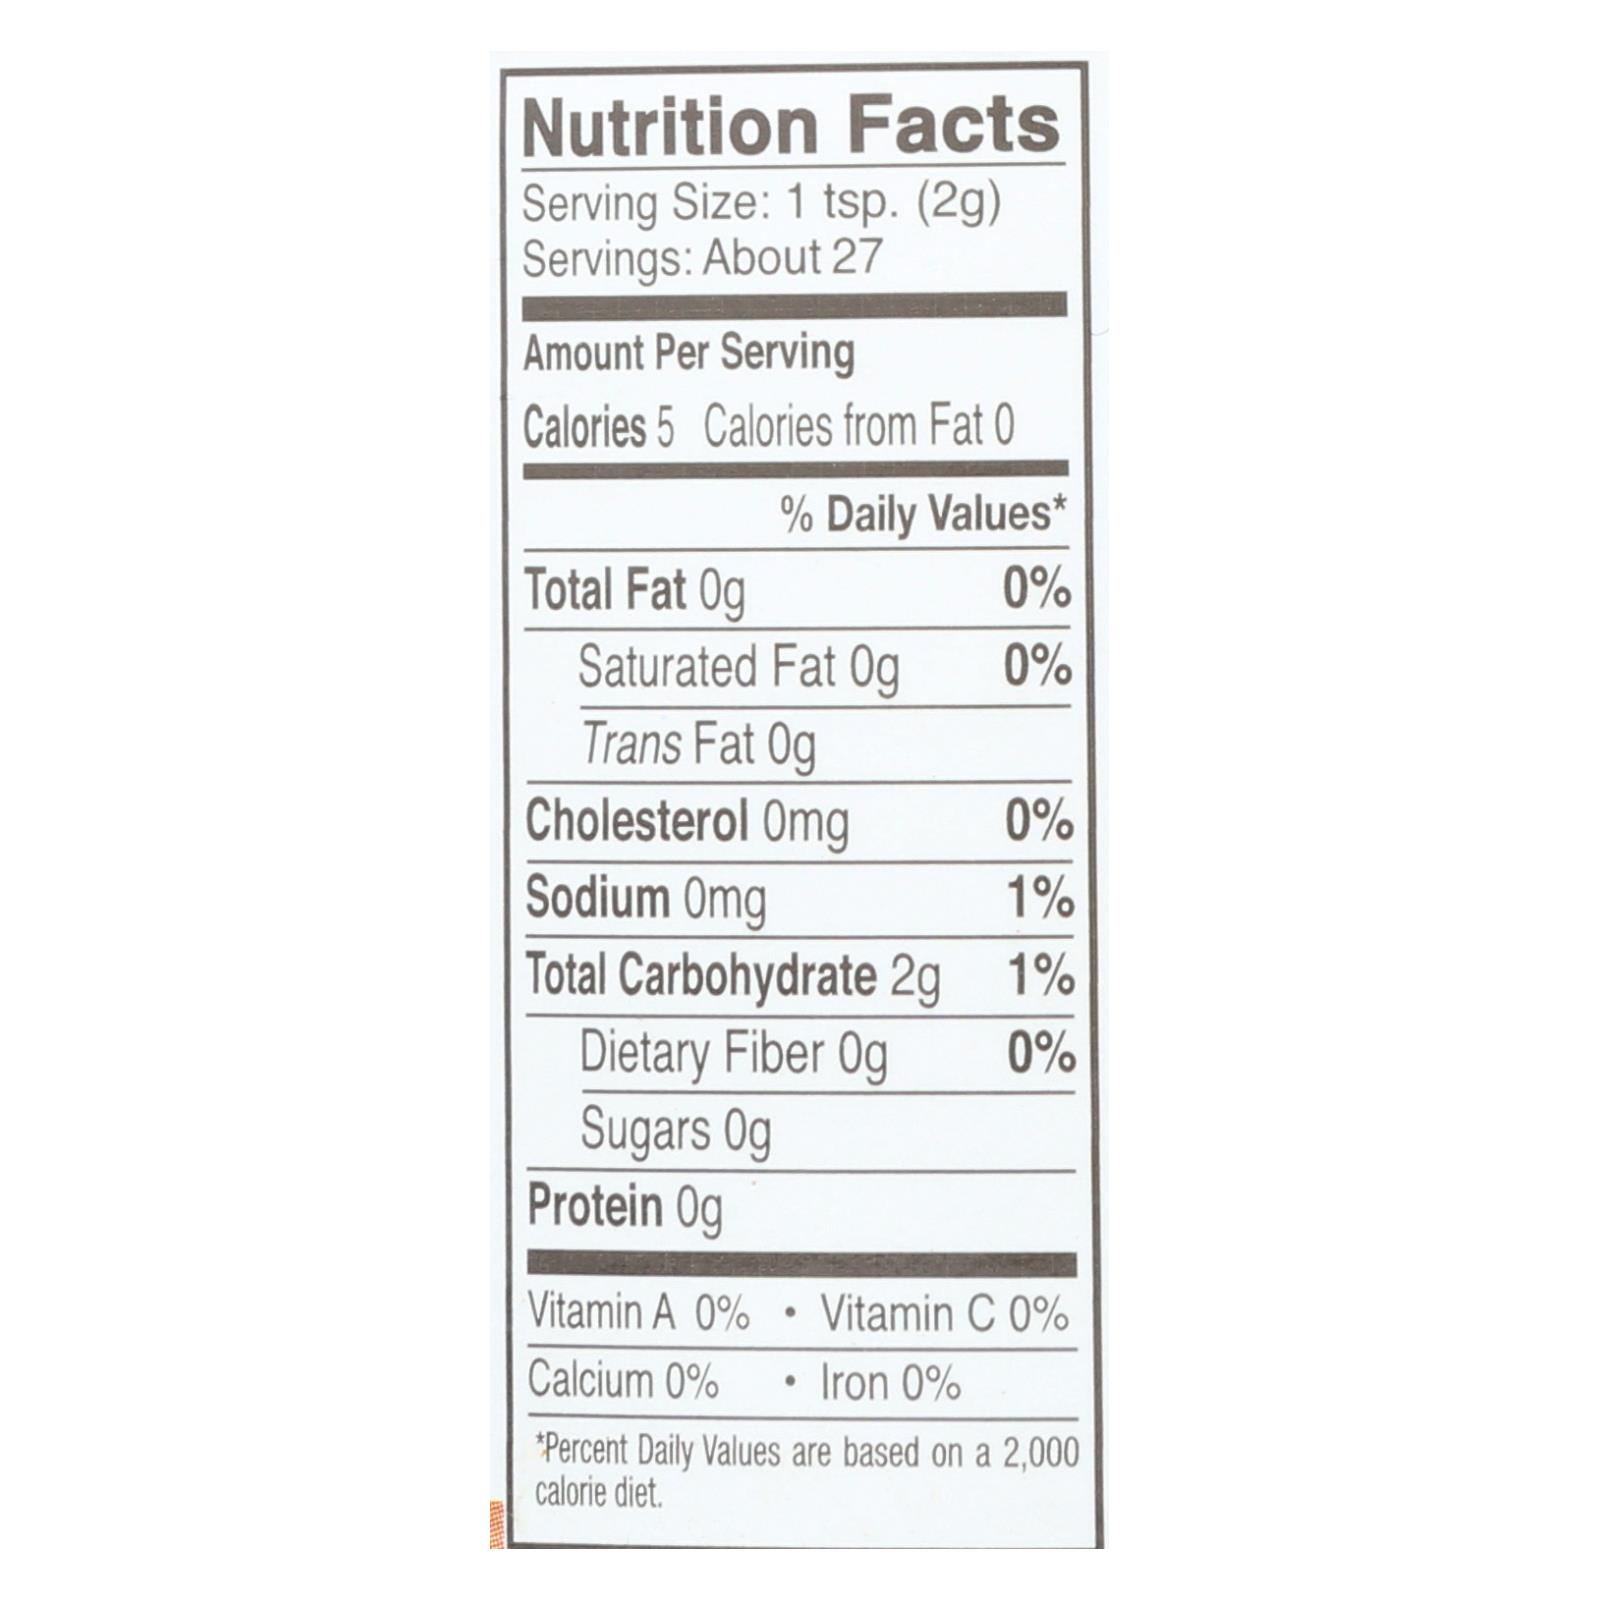 Nutrition Facts
Serving Size: 1 tsp. (2g)
Servings: About 27
Amount Per Serving
Calories 5 Calories from Fat 0
% Daily Values*
Total Fat 0g 0%
Saturated Fat 0g 0%
Trans Fat 0g
Cholesterol 0mg 0%
Sodium 0mg 1%
Total Carbohydrate 2g 1%
Dietary Fiber 0g 0%
Sugars 0g
Protein 0g
Vitamin A 0% • Vitamin C 0%
Calcium 0% • Iron 0%
*Percent Daily Values are based on a 2,000
calorie diet.